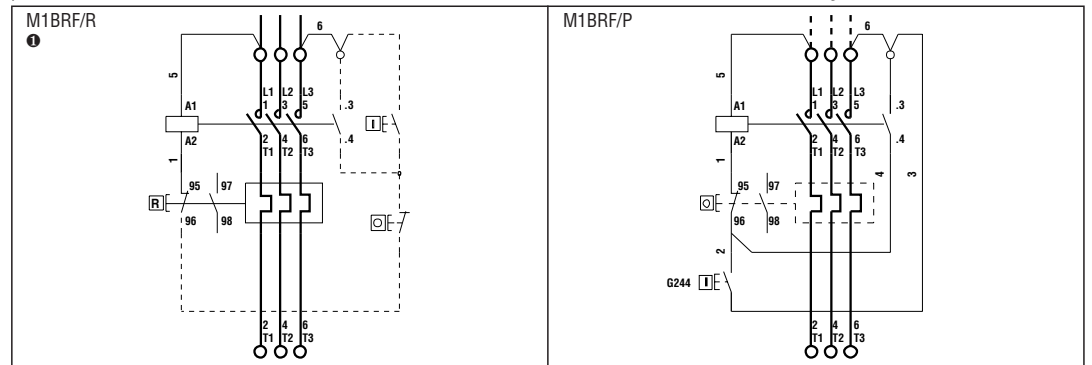 M1BRF/R
❶
6
5
L1 L2 L3
1 3 5
A1
.3
I
A2
.4
2 4 6
T1 T2 T3
1
95 97
R
96 98
O
2 4 6
T1 T2 T3
M1BRF/P
6
5
L1 L2 L3
1 3 5
A1
.3
A2
.4
2 4 6
T1 T2 T3
1
4
3
95 97
O
96 98
2
G244 I
2 4 6
T1 T2 T3